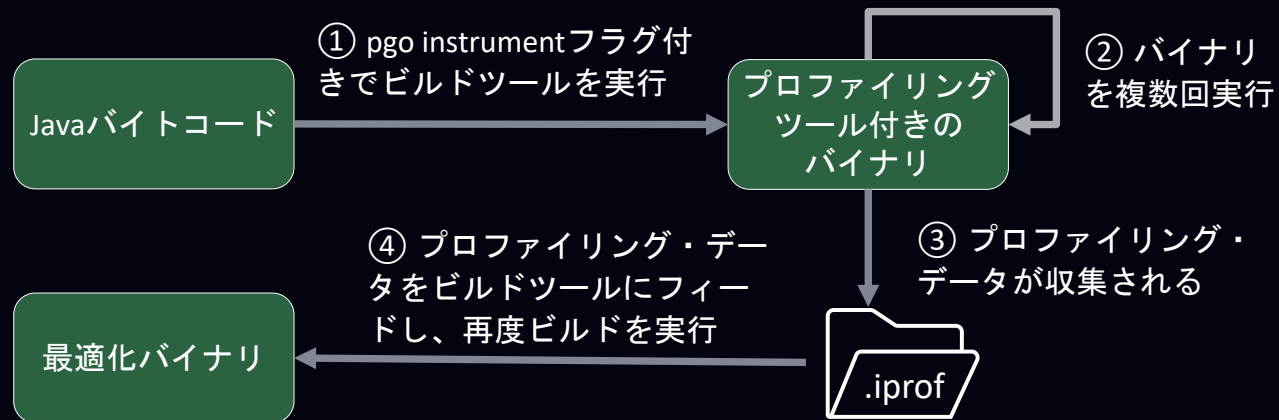 ① pgo instrumentフラグ付
きでビルドツールを実行
② バイナリ
を複数回実行
Javaバイトコード
プロファイリング
ツール付きの
バイナリ
③ プロファイリング・
データが収集される
④ プロファイリング・デー
タをビルドツールにフィー
ドし、再度ビルドを実行
最適化バイナリ
.iprof